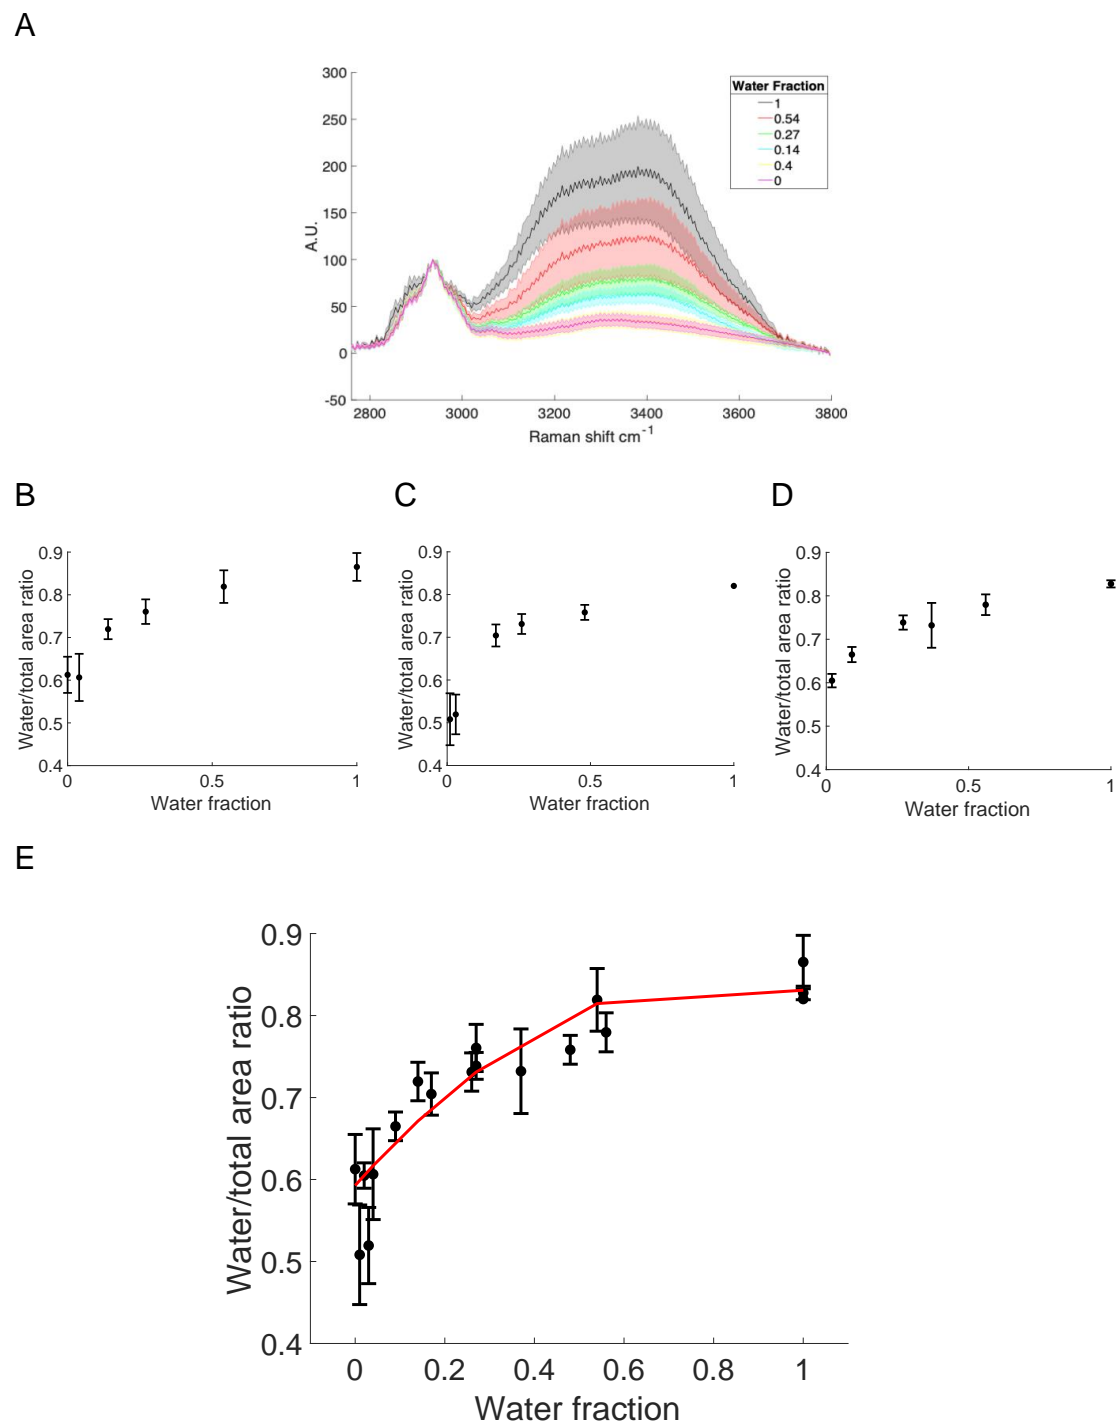 A
300
250
200
150
100
50
0
-50
A.U.
2800 3000 3200 3400 3600 3800
Raman shift cm-1
Water Fraction
1
0.54
0.27
0.14
0.4
0
B
0.9
0.8
0.7
0.6
0.5
0.4
Water/total area ratio
0 0.5 1
Water fraction
C
0.9
0.8
0.7
0.6
0.5
0.4
Water/total area ratio
0 0.5 1
Water fraction
D
0.9
0.8
0.7
0.6
0.5
0.4
Water/total area ratio
0 0.5 1
Water fraction
E
0.9
0.8
0.7
0.6
0.5
0.4
Water/total area ratio
0 0.2 0.4 0.6 0.8 1
Water fraction